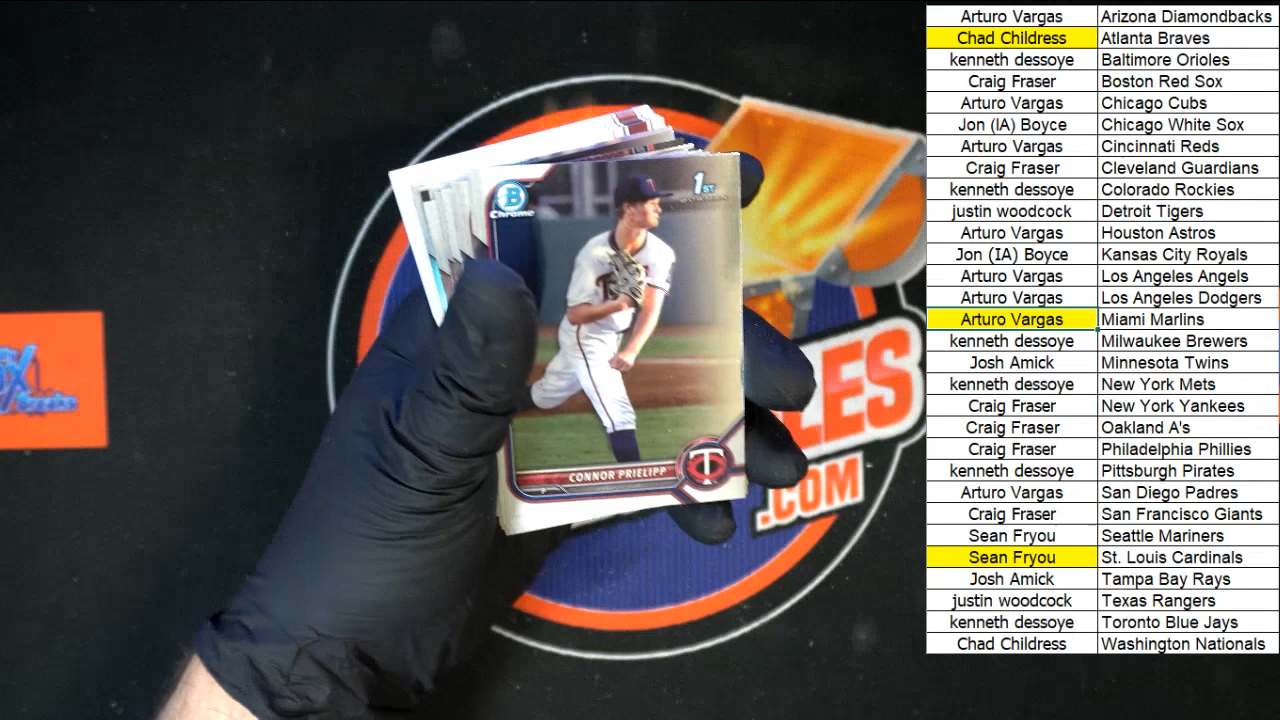 Arturo Vargas Arizona Diamondbacks
Chad Childress Atlanta Braves
kenneth dessoye Baltimore Orioles
Craig Fraser Boston Red Sox
Arturo Vargas Chicago Cubs
Jon (IA) Boyce Chicago White Sox
Arturo Vargas Cincinnati Reds
Craig Fraser Cleveland Guardians
kenneth dessoye Colorado Rockies
justin woodcock Detroit Tigers
Arturo Vargas Houston Astros
Jon (IA) Boyce Kansas City Royals
Arturo Vargas Los Angeles Angels
Arturo Vargas Los Angeles Dodgers
Arturo Vargas Miami Marlins
kenneth dessoye Milwaukee Brewers
Josh Amick Minnesota Twins
kenneth dessoye New York Mets
Craig Fraser New York Yankees
Craig Fraser Oakland A's
Craig Fraser Philadelphia Phillies
kenneth dessoye Pittsburgh Pirates
Arturo Vargas San Diego Padres
Craig Fraser San Francisco Giants
Sean Fryou Seattle Mariners
Sean Fryou St. Louis Cardinals
Josh Amick Tampa Bay Rays
justin woodcock Texas Rangers
kenneth dessoye Toronto Blue Jays
Chad Childress Washington Nationals
B
Chrome
1ST
CONNOR PRIELIPP
P
T
C
LES
.COM